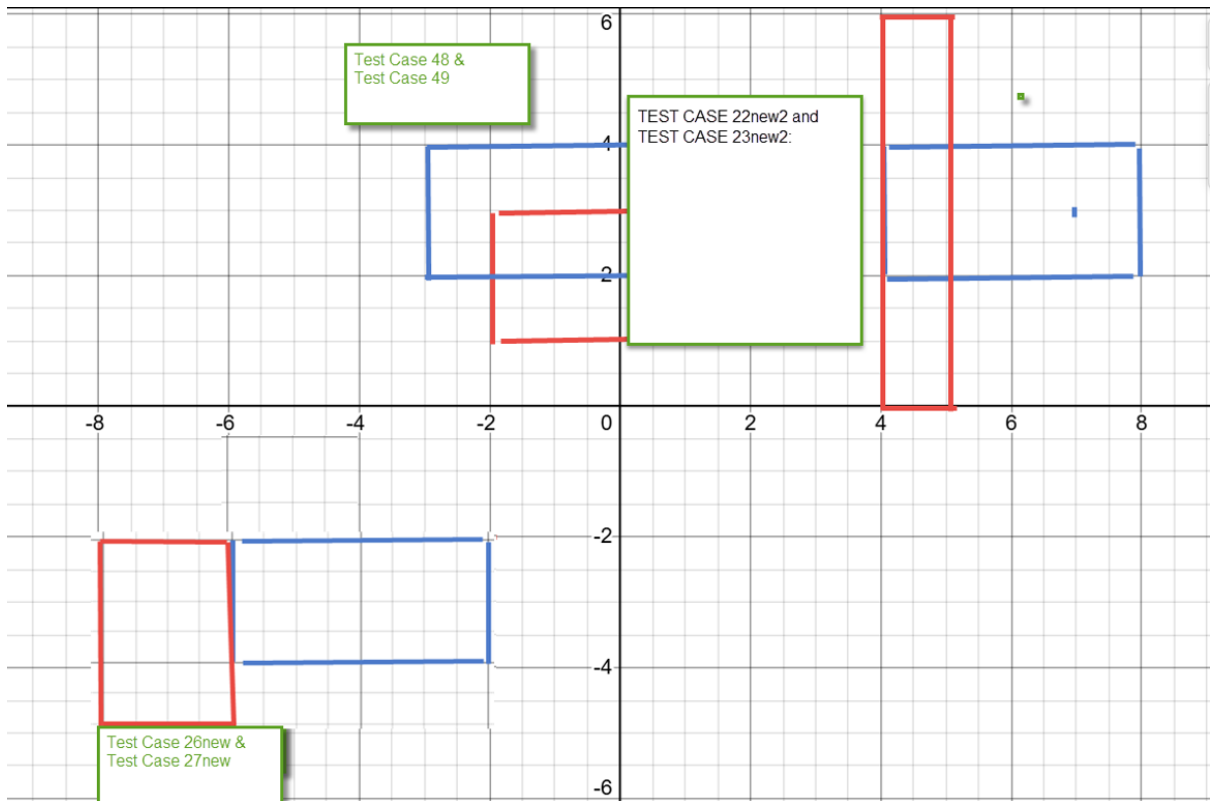 6
Test Case 48 &
Test Case 49
TEST CASE 22new2 and
TEST CASE 23new2:
4
2
-8 -6 -4 -2 0 2 4 6 8
-2
-4
Test Case 26new &
Test Case 27new
-6